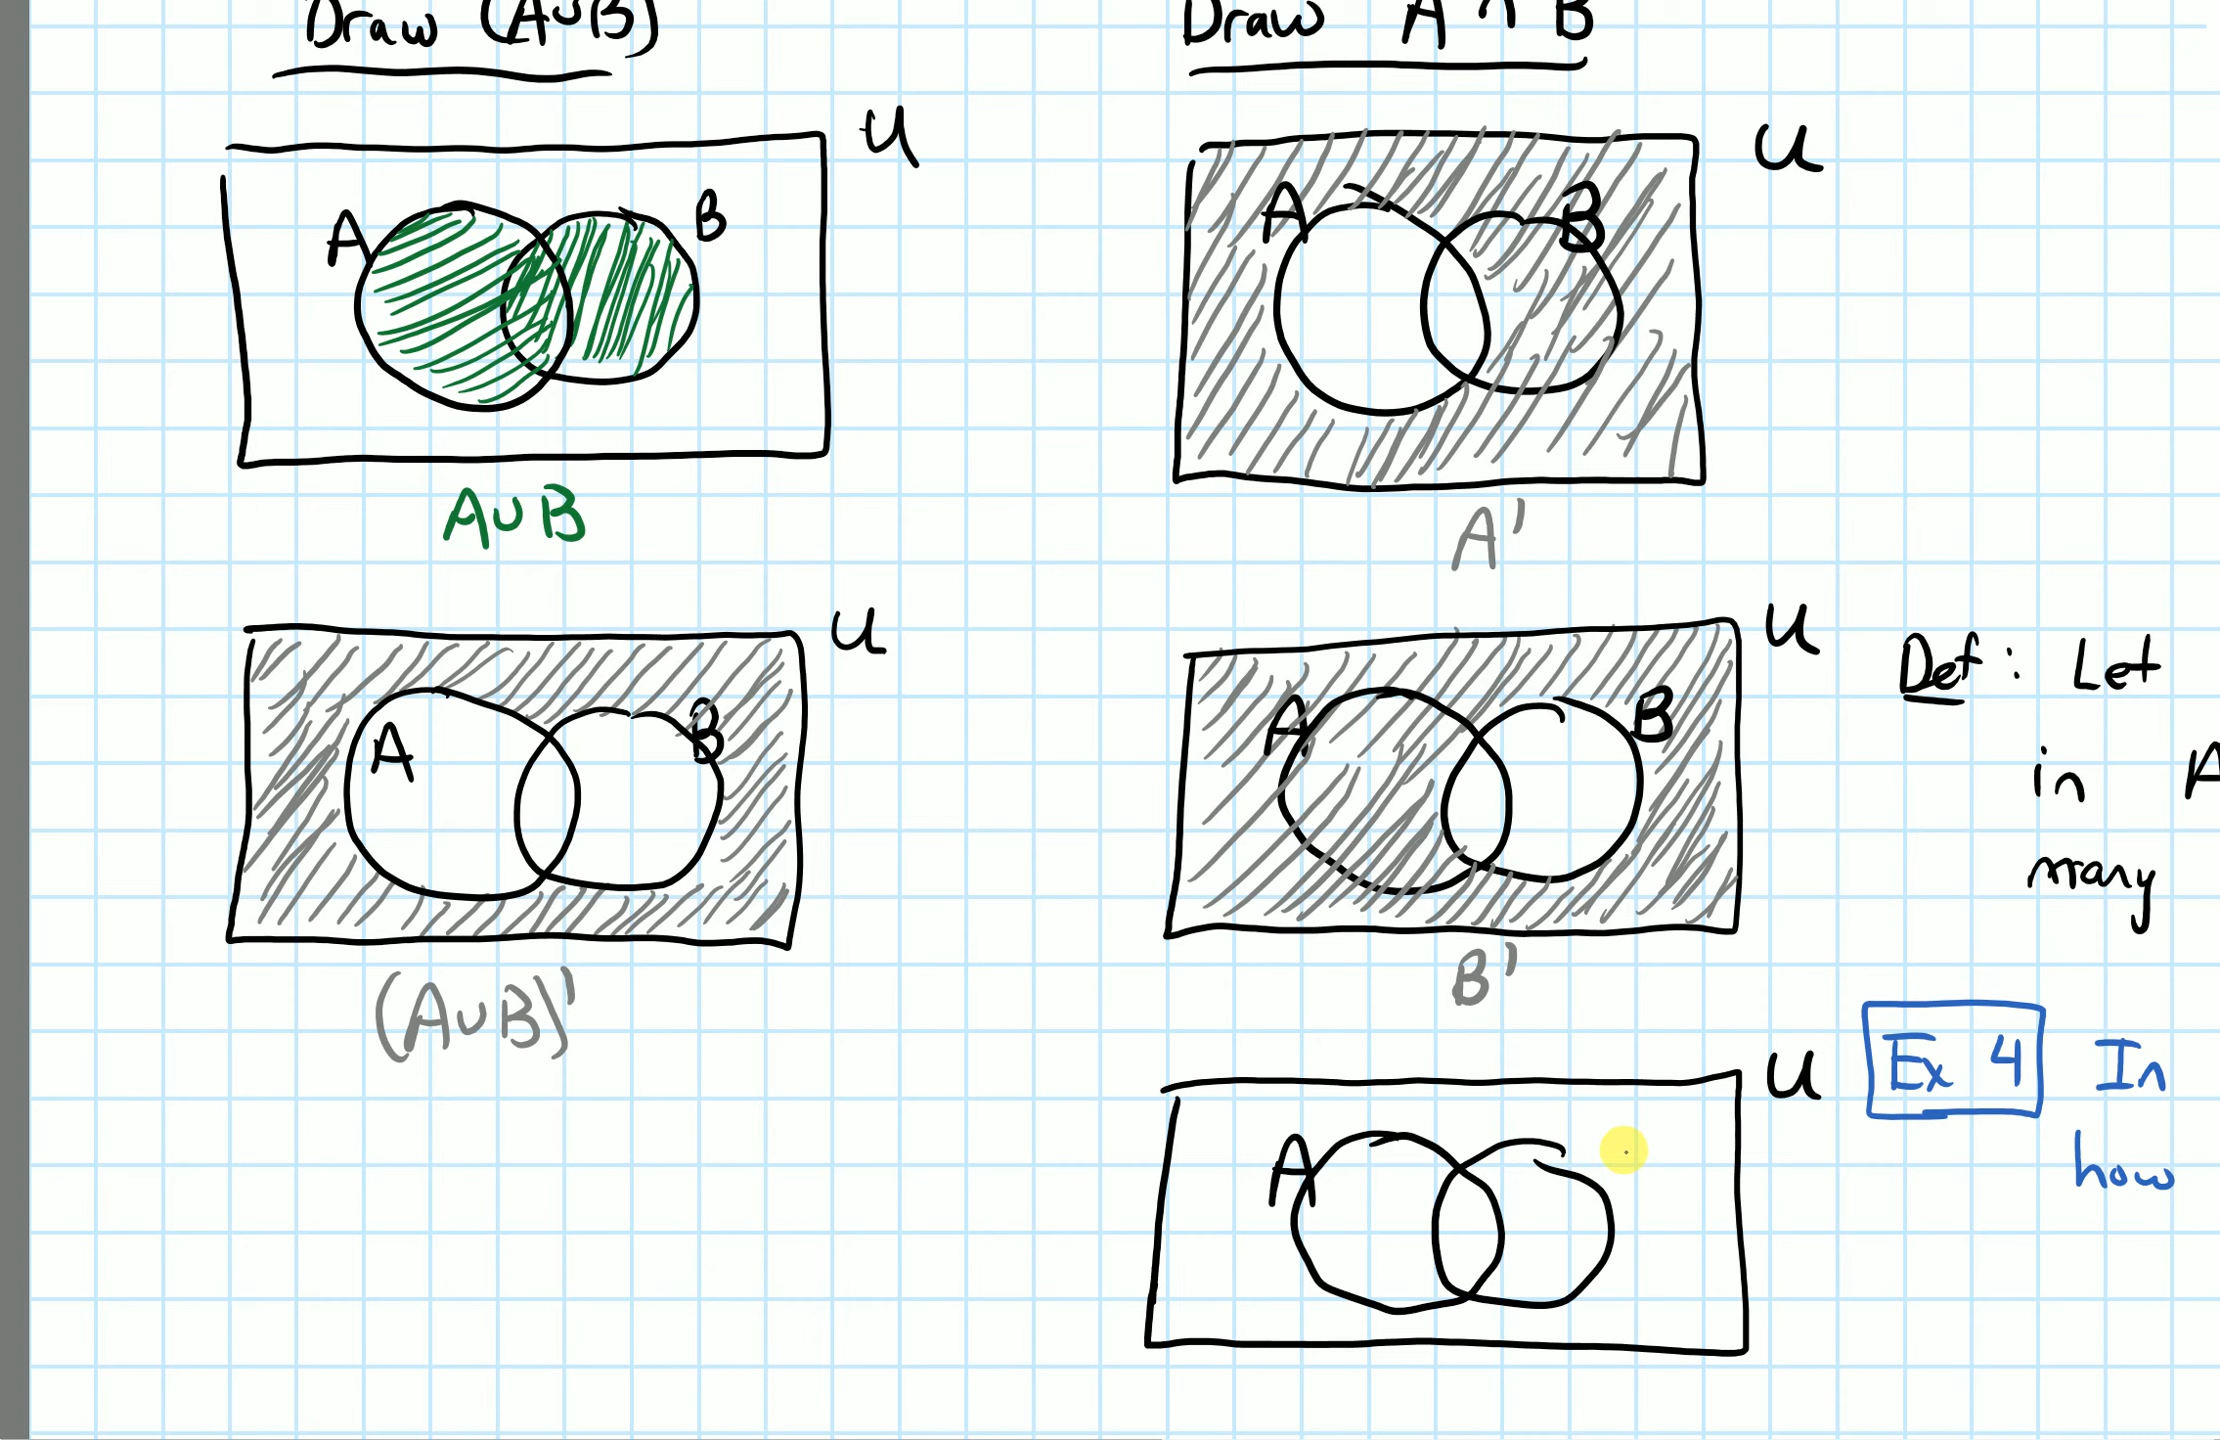 Draw (A∪B)
U
A
B
A∪B
U
A
B
(A∪B)'
Draw A ∩ B
U
A
B
A'
U
A
B
B'
U
A
Def: Let
in A
many
Ex 4 In
how